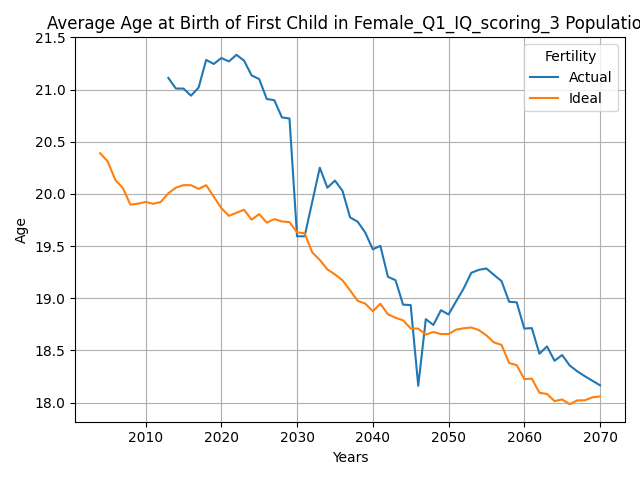 Average Age at Birth of First Child in Female_Q1_IQ_scoring_3 Populatio
21.5
21.0
20.5
20.0
19.5
19.0
18.5
18.0
Age
Fertility
Actual
Ideal
2010 2020 2030 2040 2050 2060 2070
Years